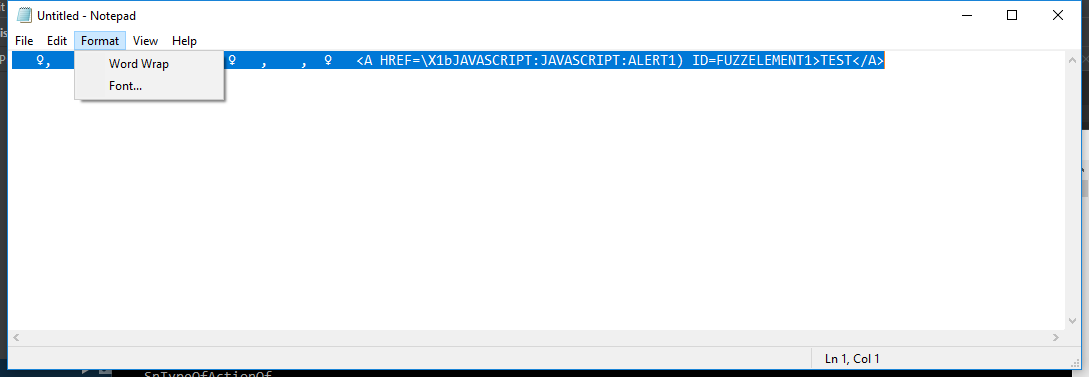 Untitled - Notepad
File Edit Format View Help
♀, ♀ , , ♀ <A HREF=\X1bJAVASCRIPT:JAVASCRIPT:ALERT1) ID=FUZZELEMENT1>TEST</A>
Word Wrap
Font...
Ln 1, Col 1
SnTypeOfActionOf